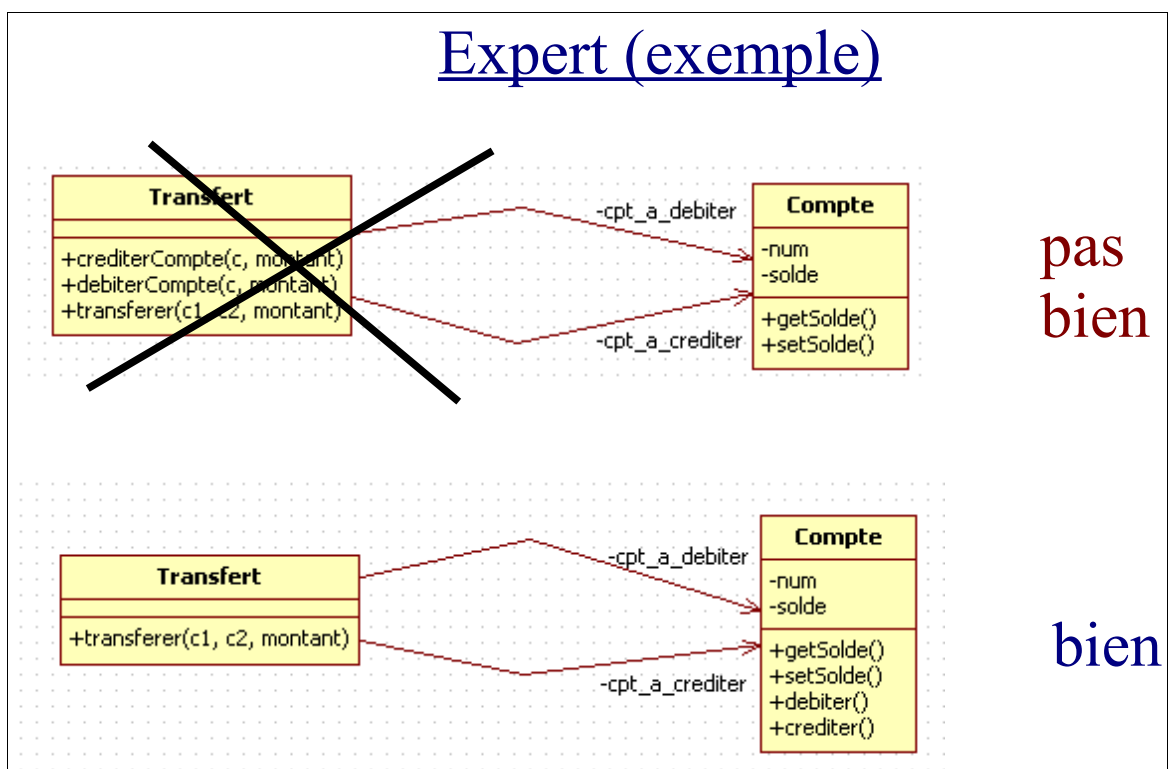 Expert (exemple)
Transfert
+crediterCompte(c, montant)
+debiterCompte(c, montant)
+transferer(c1, c2, montant)
-cpt_a_debiter
-cpt_a_crediter
Compte
-num
-solde
+getSolde()
+setSolde()
pas
bien
Transfert
+transferer(c1, c2, montant)
-cpt_a_debiter
-cpt_a_crediter
Compte
-num
-solde
+getSolde()
+setSolde()
+debiter()
+crediter()
bien